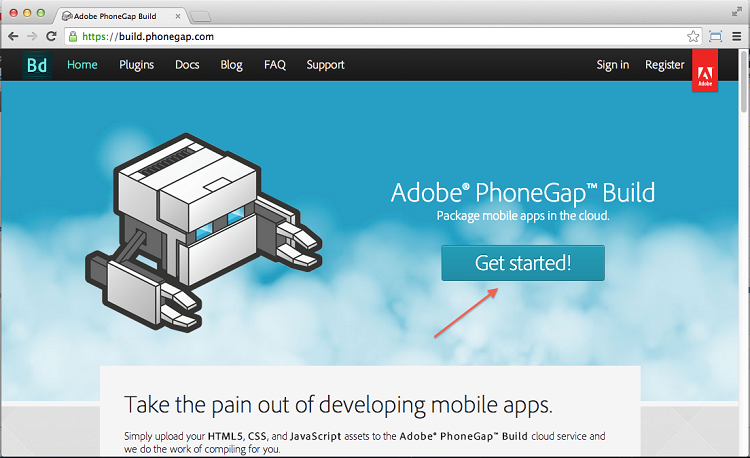 Adobe PhoneGap Build
https://build.phonegap.com
Bd Home Plugins Docs Blog FAQ Support Sign in Register
Adobe
Adobe® PhoneGap™ Build
Package mobile apps in the cloud.
Get started!
Take the pain out of developing mobile apps.
Simply upload your HTML5, CSS, and JavaScript assets to the Adobe® PhoneGap™ Build cloud service and
we do the work of compiling for you.